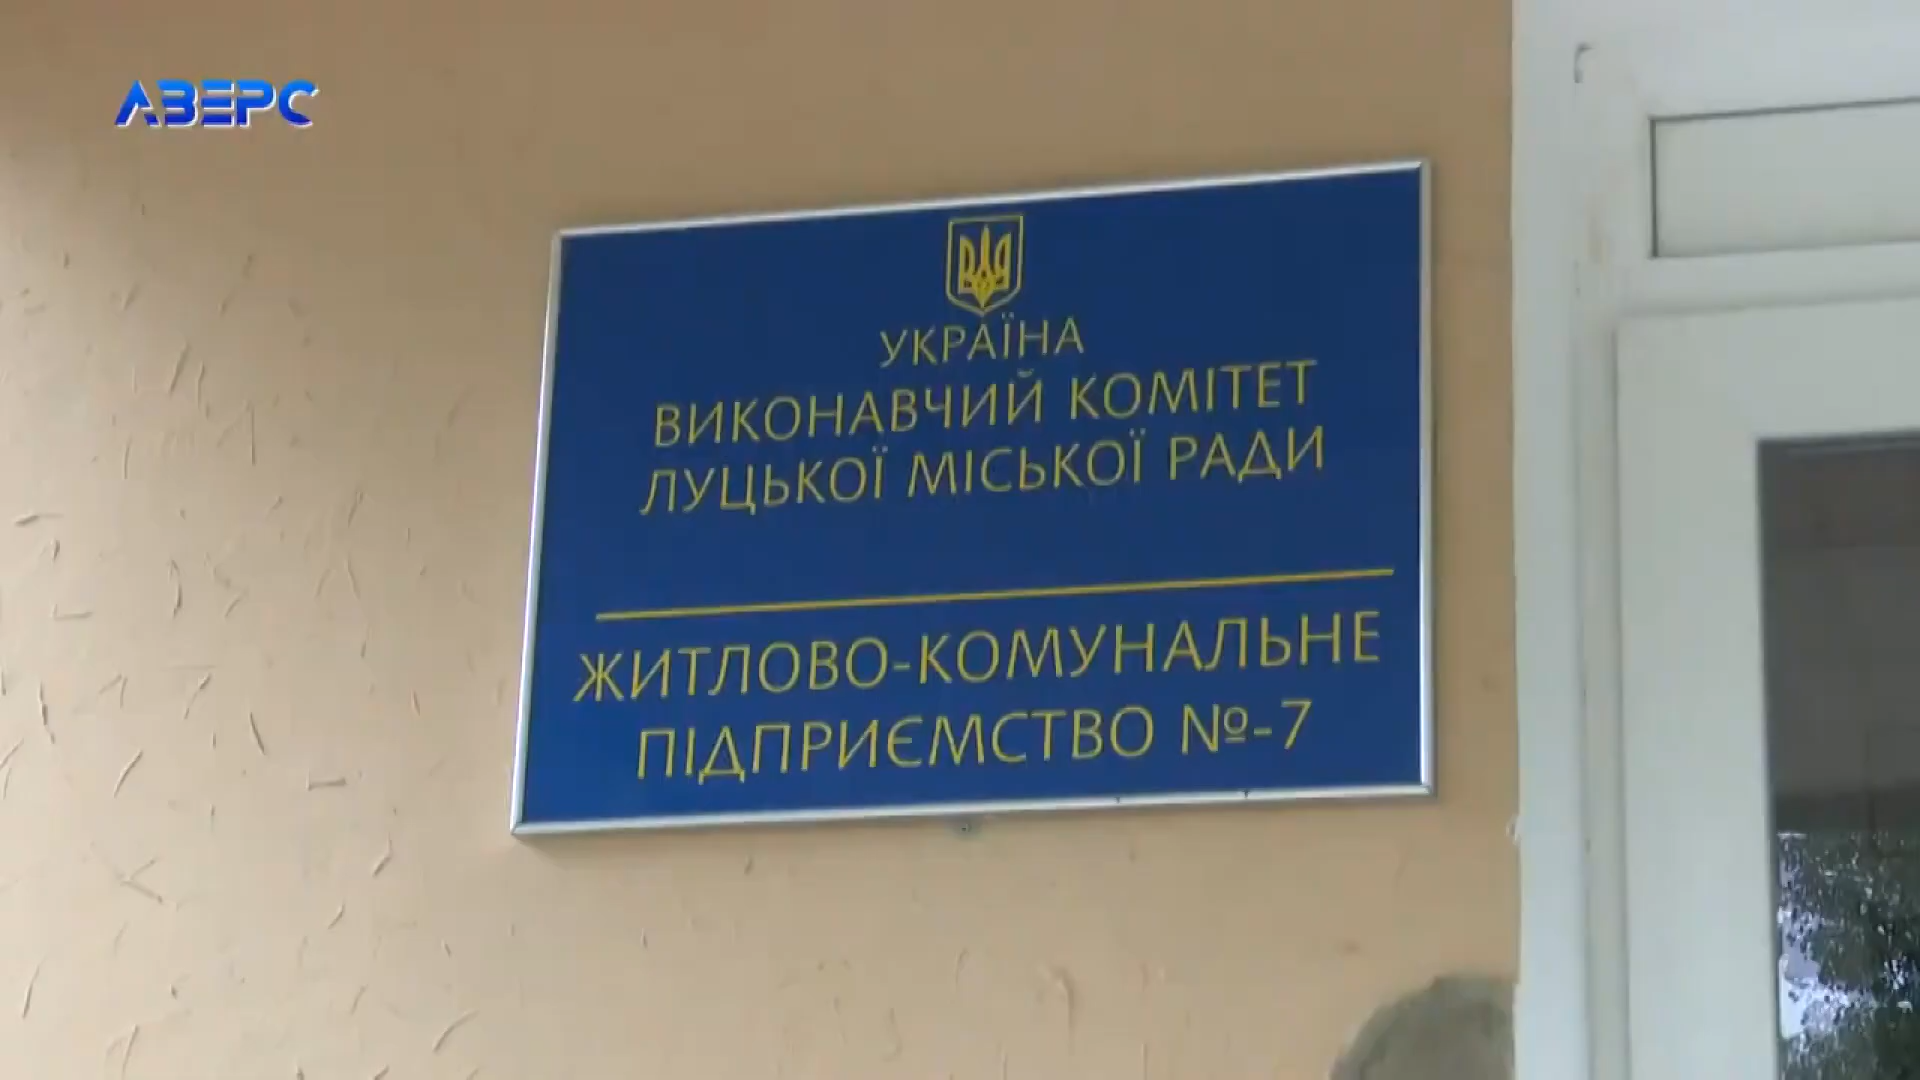 АВЕРС
УКРАЇНА
ВИКОНАВЧИЙ КОМІТЕТ
ЛУЦЬКОЇ МІСЬКОЇ РАДИ
ЖИТЛОВО-КОМУНАЛЬНЕ
ПІДПРИЄМСТВО №-7